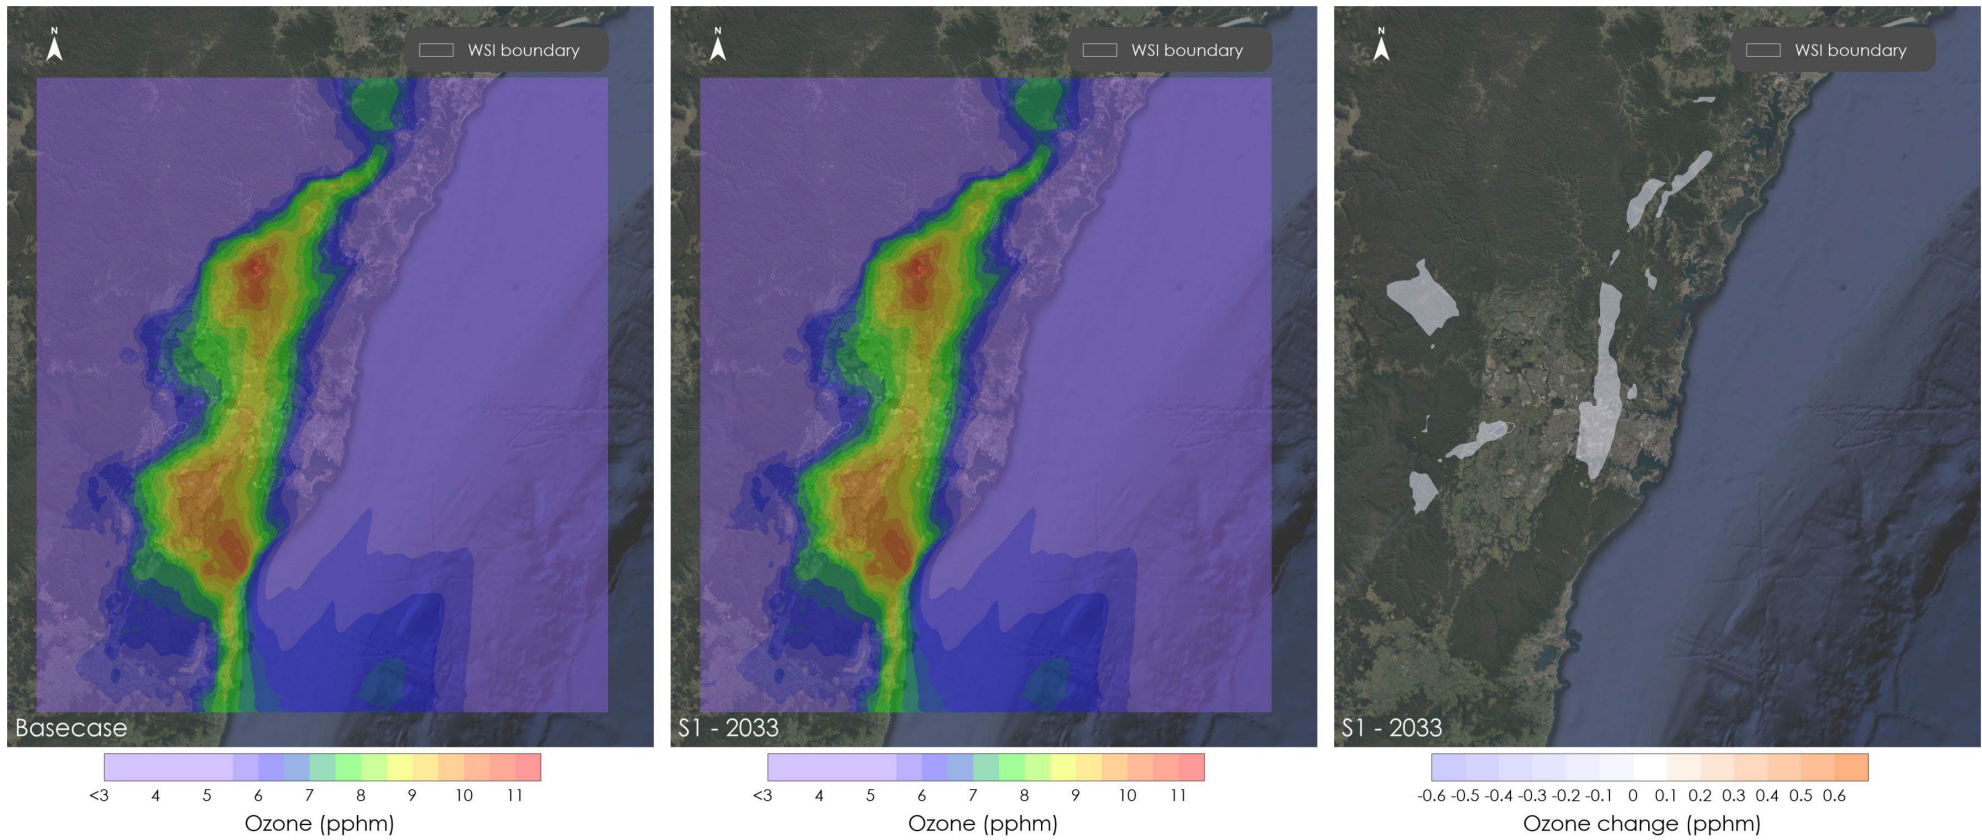 N
WSI boundary
Basecase
<3 4 5 6 7 8 9 10 11
Ozone (pphm)
N
WSI boundary
S1 - 2033
<3 4 5 6 7 8 9 10 11
Ozone (pphm)
N
WSI boundary
S1 - 2033
-0.6 -0.5 -0.4 -0.3 -0.2 -0.1 0 0.1 0.2 0.3 0.4 0.5 0.6
Ozone change (pphm)